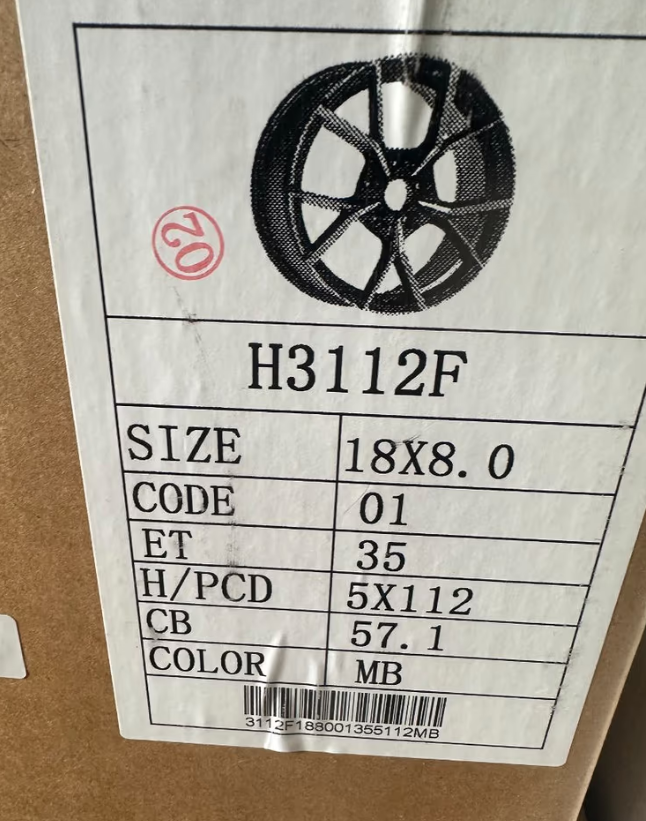 02
H3112F
SIZE 18X8.0
CODE 01
ET 35
H/PCD 5X112
CB 57.1
COLOR MB
3112F188001355112MB